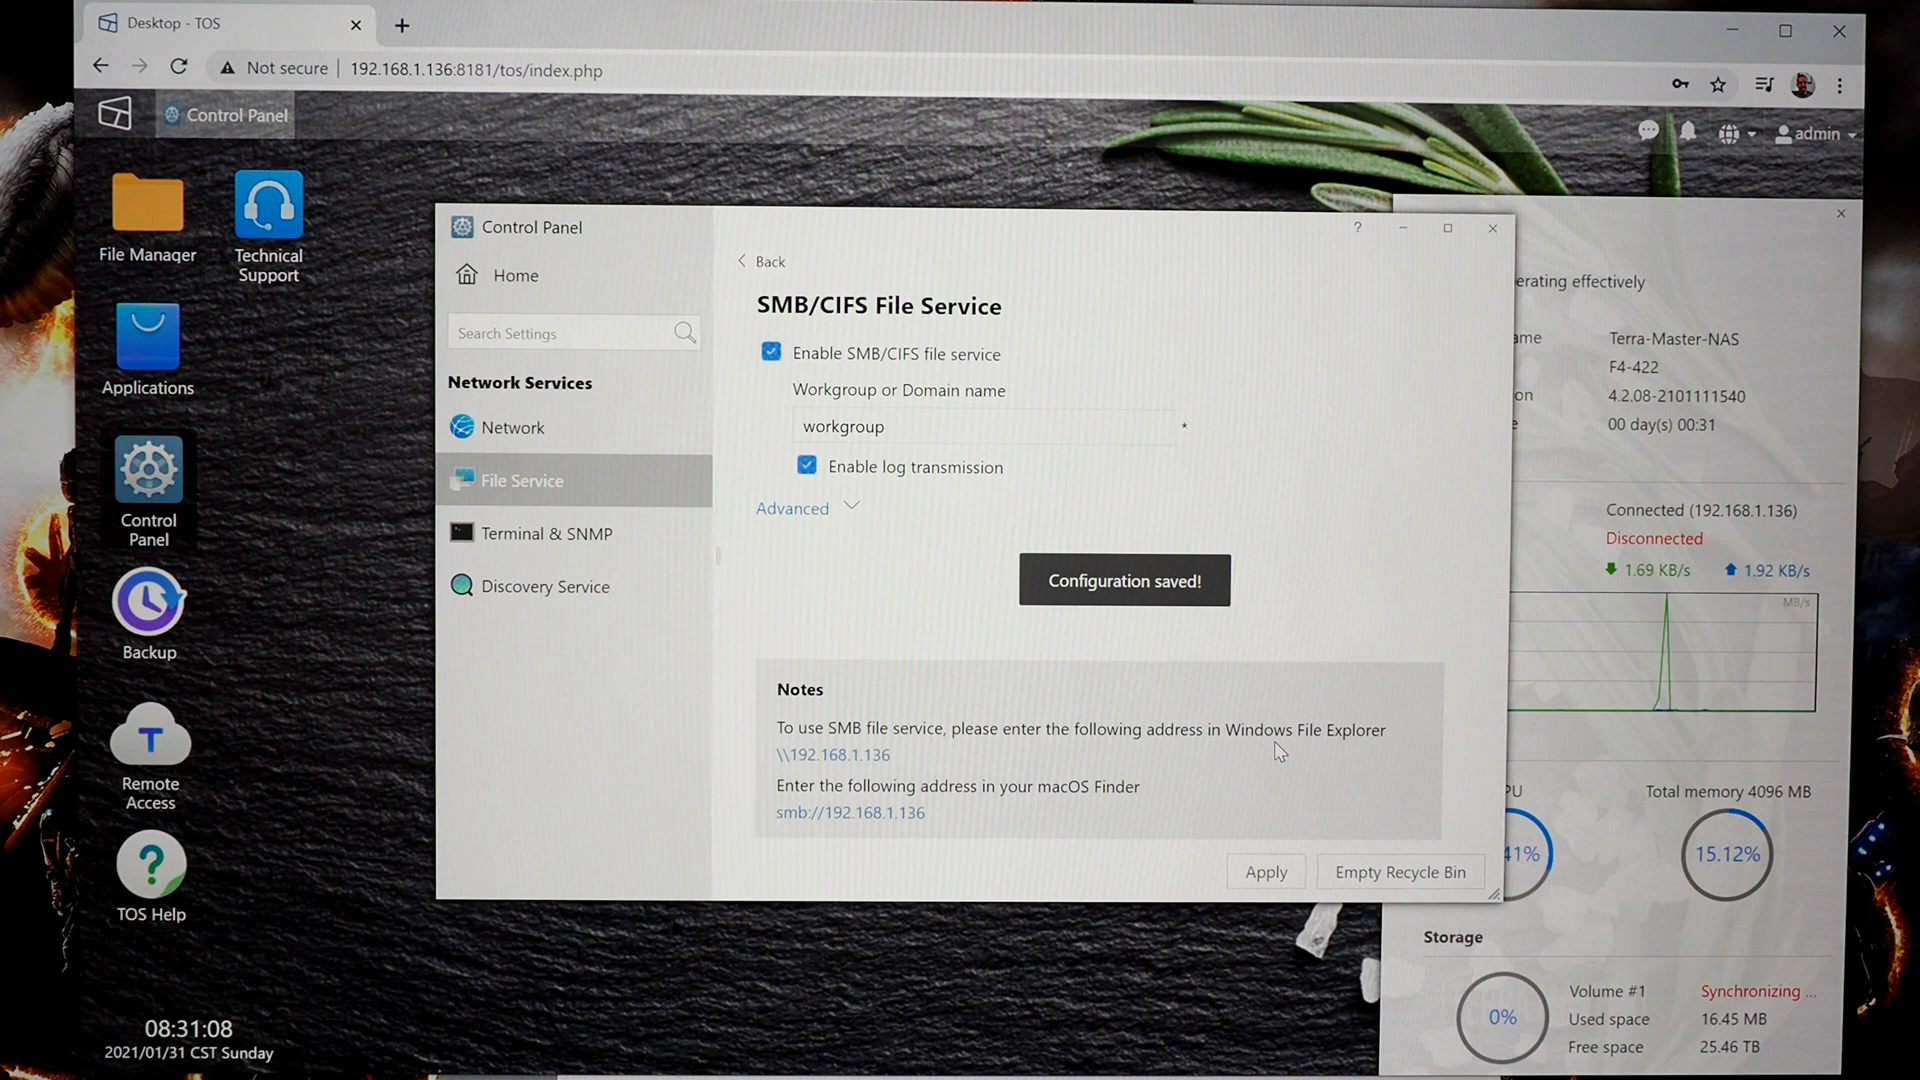 Desktop - TOS
Not secure
192.168.1.136:8181/tos/index.php
Control Panel
admin
File Manager
Technical
Support
Applications
Control
Panel
Backup
Remote
Access
TOS Help
08:31:08
2021/01/31 CST Sunday
Control Panel
Home
Search Settings
Network Services
Network
File Service
Terminal & SNMP
Discovery Service
Back
SMB/CIFS File Service
Enable SMB/CIFS file service
Workgroup or Domain name
workgroup *
Enable log transmission
Advanced
Configuration saved!
Notes
To use SMB file service, please enter the following address in Windows File Explorer
\\192.168.1.136
Enter the following address in your macOS Finder
smb://192.168.1.136
Apply
Empty Recycle Bin
erating effectively
ame Terra-Master-NAS
F4-422
on 4.2.08-2101111540
e 00 day(s) 00:31
Connected (192.168.1.136)
Disconnected
1.69 KB/s 1.92 KB/s
MB/s
PU Total memory 4096 MB
41% 15.12%
Storage
0%
Volume #1 Synchronizing ...
Used space 16.45 MB
Free space 25.46 TB